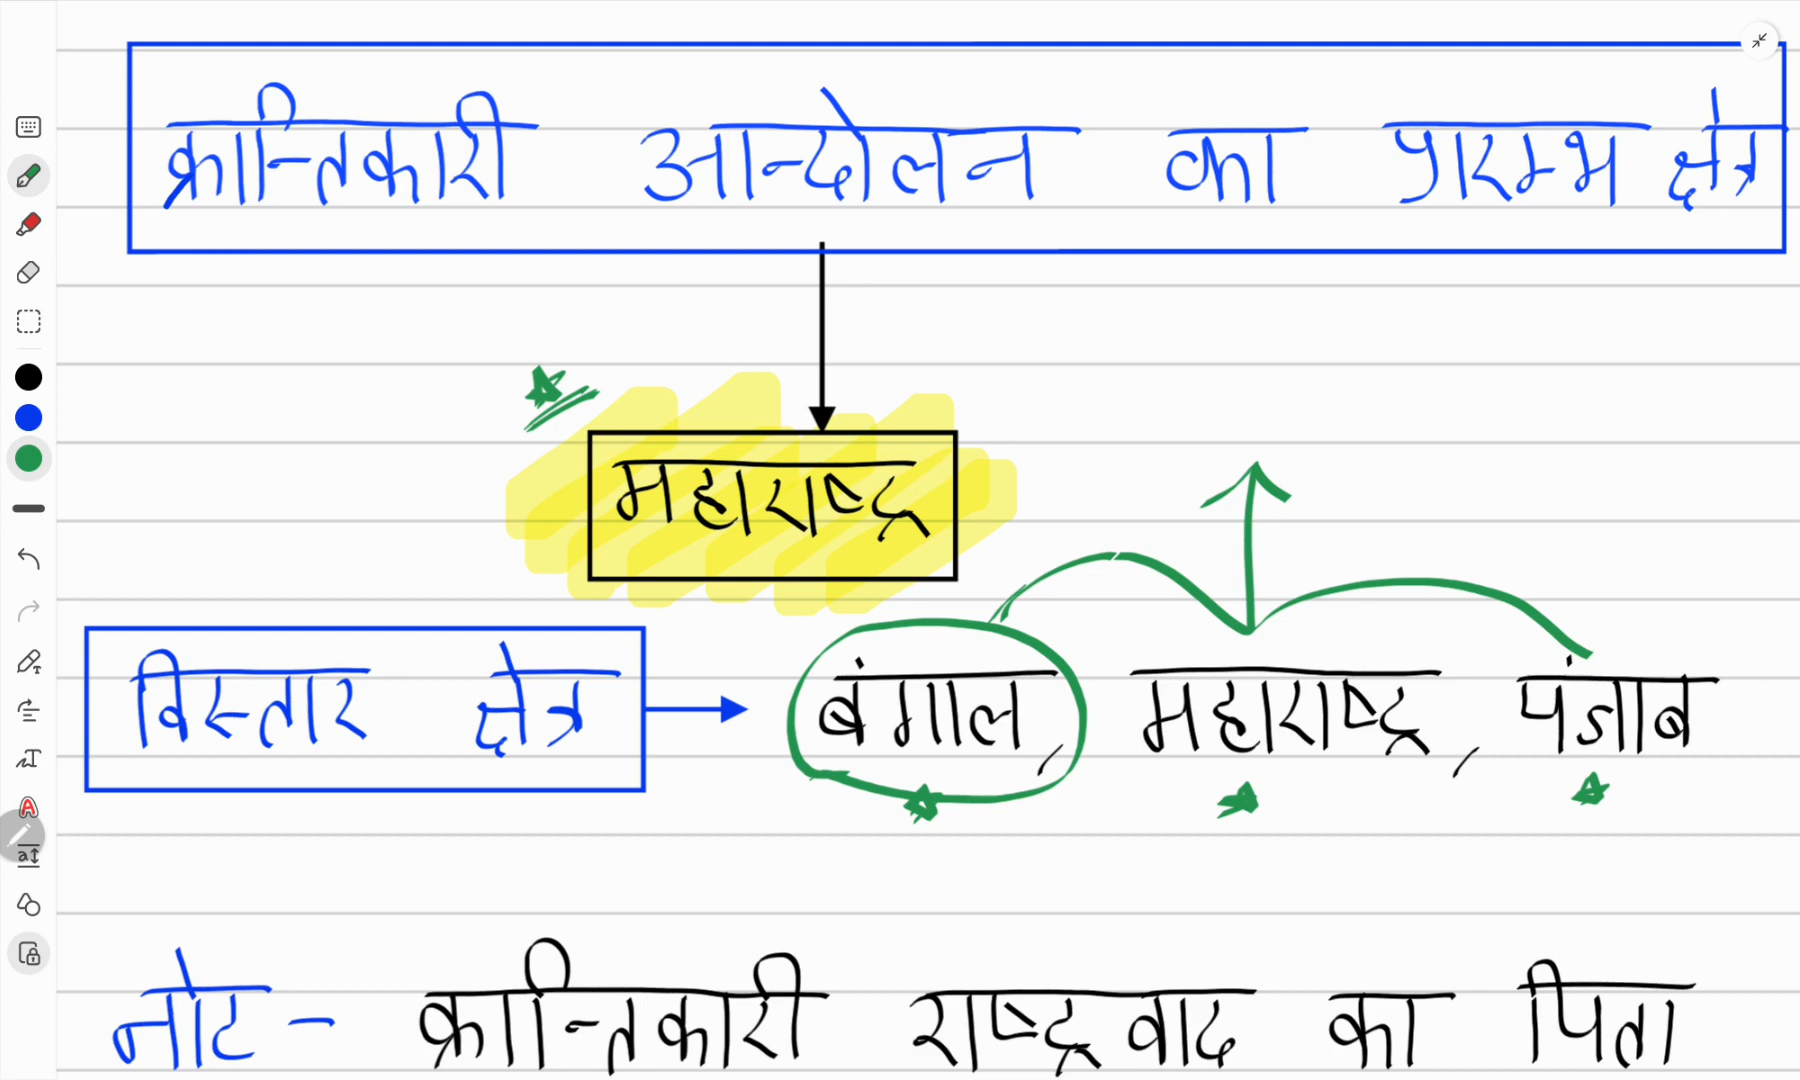 क्रान्तिकारी आन्दोलन का प्रारम्भ क्षेत्र
महाराष्ट्र
विस्तार क्षेत्र → बंगाल, महाराष्ट्र, पंजाब
नोट - क्रान्तिकारी राष्ट्रवाद का पिता